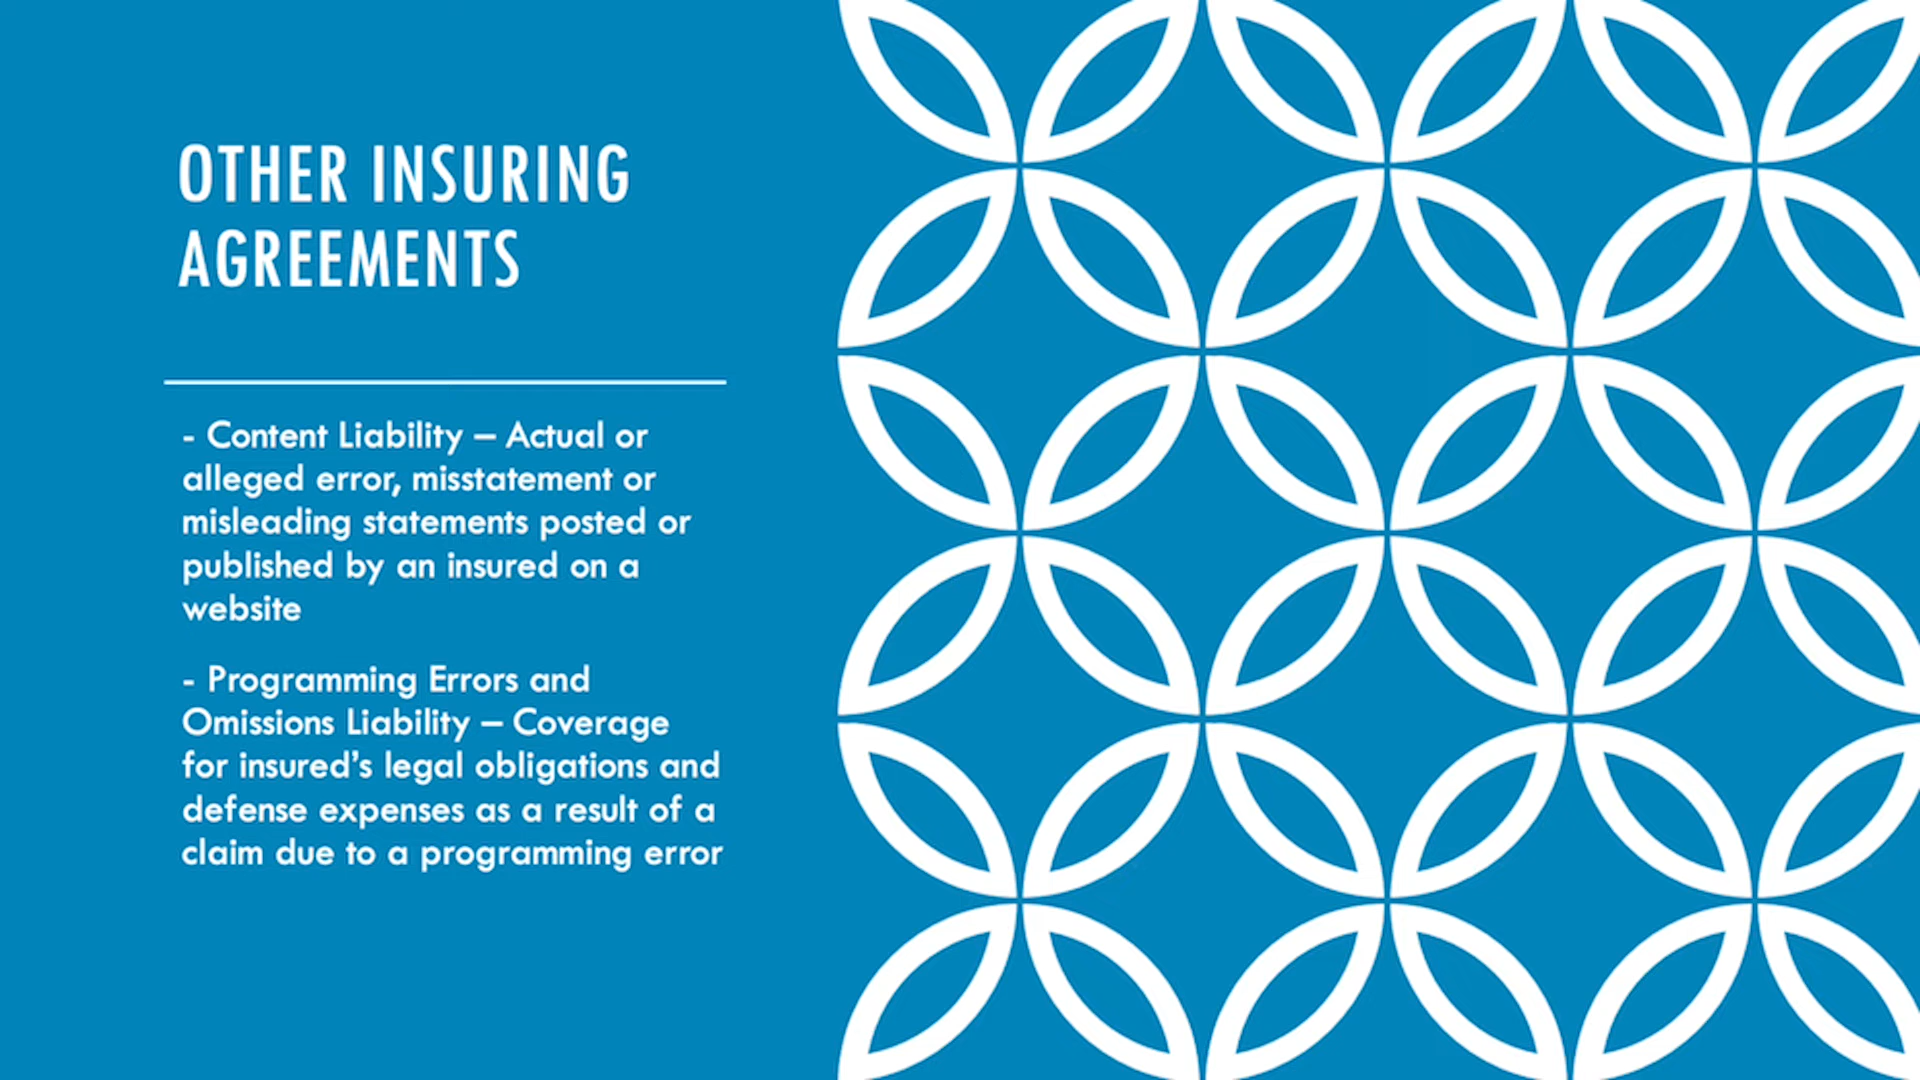 OTHER INSURING
AGREEMENTS
- Content Liability – Actual or
alleged error, misstatement or
misleading statements posted or
published by an insured on a
website
- Programming Errors and
Omissions Liability – Coverage
for insured’s legal obligations and
defense expenses as a result of a
claim due to a programming error